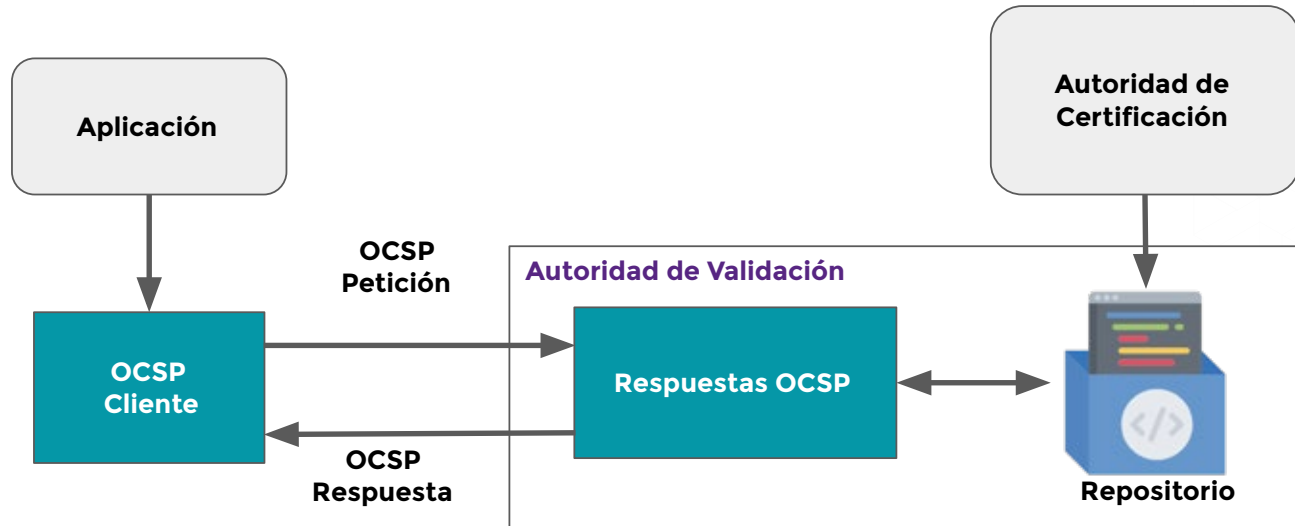 Aplicación
Autoridad de
Certificación
OCSP
Petición
Autoridad de Validación
OCSP
Cliente
Respuestas OCSP
</>
OCSP
Respuesta
Repositorio